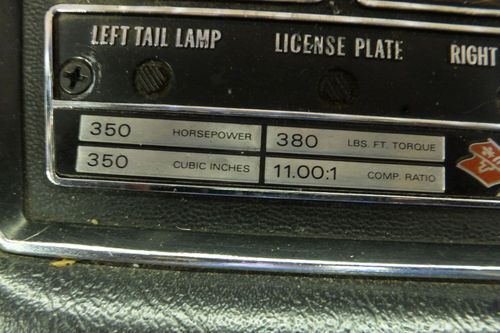 LEFT TAIL LAMP
LICENSE PLATE
RIGHT
350 HORSEPOWER
380 LBS. FT. TORQUE
350 CUBIC INCHES
11.00:1 COMP. RATIO